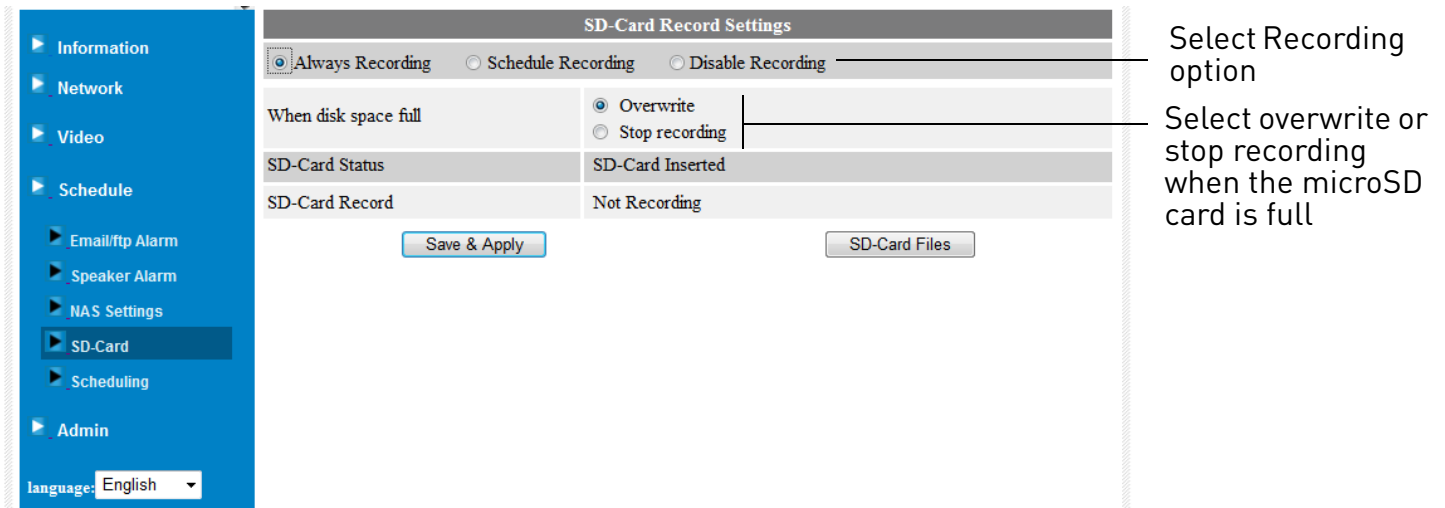 Information
Network
Video
Schedule
Email/ftp Alarm
Speaker Alarm
NAS Settings
SD-Card
Scheduling
Admin
language: English
SD-Card Record Settings
Always Recording Schedule Recording Disable Recording
When disk space full
Overwrite
Stop recording
SD-Card Status SD-Card Inserted
SD-Card Record Not Recording
Save & Apply SD-Card Files
Select Recording
option
Select overwrite or
stop recording
when the microSD
card is full